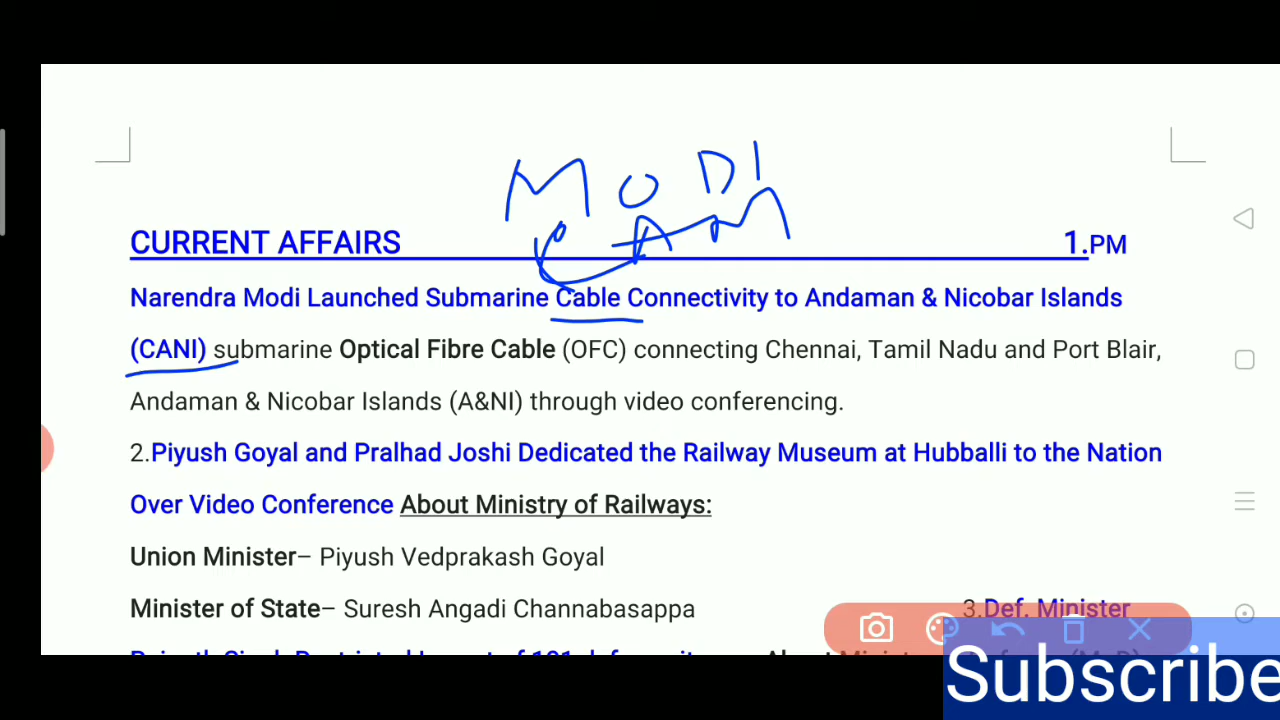 MODI
CURRENT AFFAIRS 1.PM
Narendra Modi Launched Submarine Cable Connectivity to Andaman & Nicobar Islands
(CANI) submarine Optical Fibre Cable (OFC) connecting Chennai, Tamil Nadu and Port Blair,
Andaman & Nicobar Islands (A&NI) through video conferencing.
2.Piyush Goyal and Pralhad Joshi Dedicated the Railway Museum at Hubballi to the Nation
Over Video Conference About Ministry of Railways:
Union Minister– Piyush Vedprakash Goyal
Minister of State– Suresh Angadi Channabasappa 3.Def. Minister
Subscribe